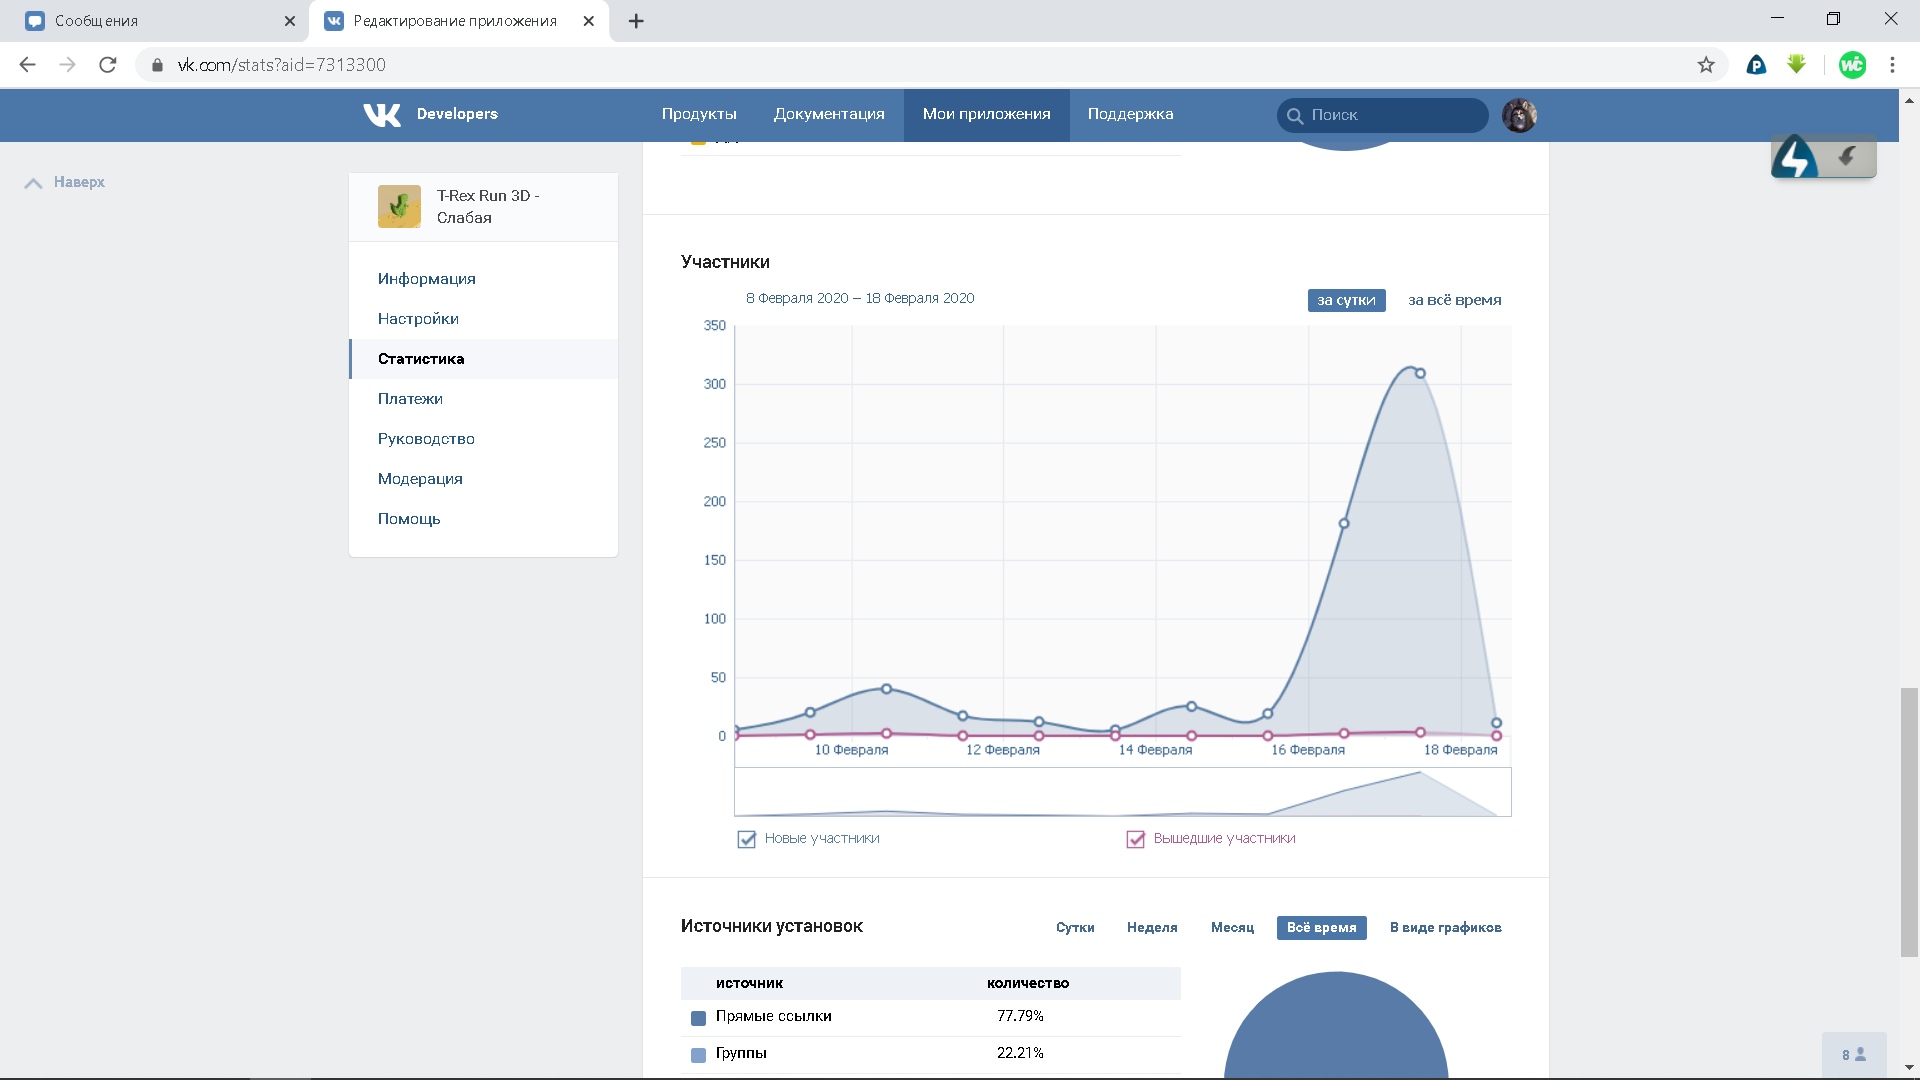 Сообщения
Редактирование приложения
vk.com/stats?aid=7313300
Developers
Продукты
Документация
Мои приложения
Поддержка
Поиск
Наверх
T-Rex Run 3D -
Слабая
Информация
Настройки
Статистика
Платежи
Руководство
Модерация
Помощь
Участники
8 Февраля 2020 – 18 Февраля 2020
за сутки
за всё время
350
300
250
200
150
100
50
0
10 Февраля
12 Февраля
14 Февраля
16 Февраля
18 Февраля
Новые участники
Вышедшие участники
Источники установок
Сутки
Неделя
Месяц
Всё время
В виде графиков
источник
количество
Прямые ссылки
77.79%
Группы
22.21%
8